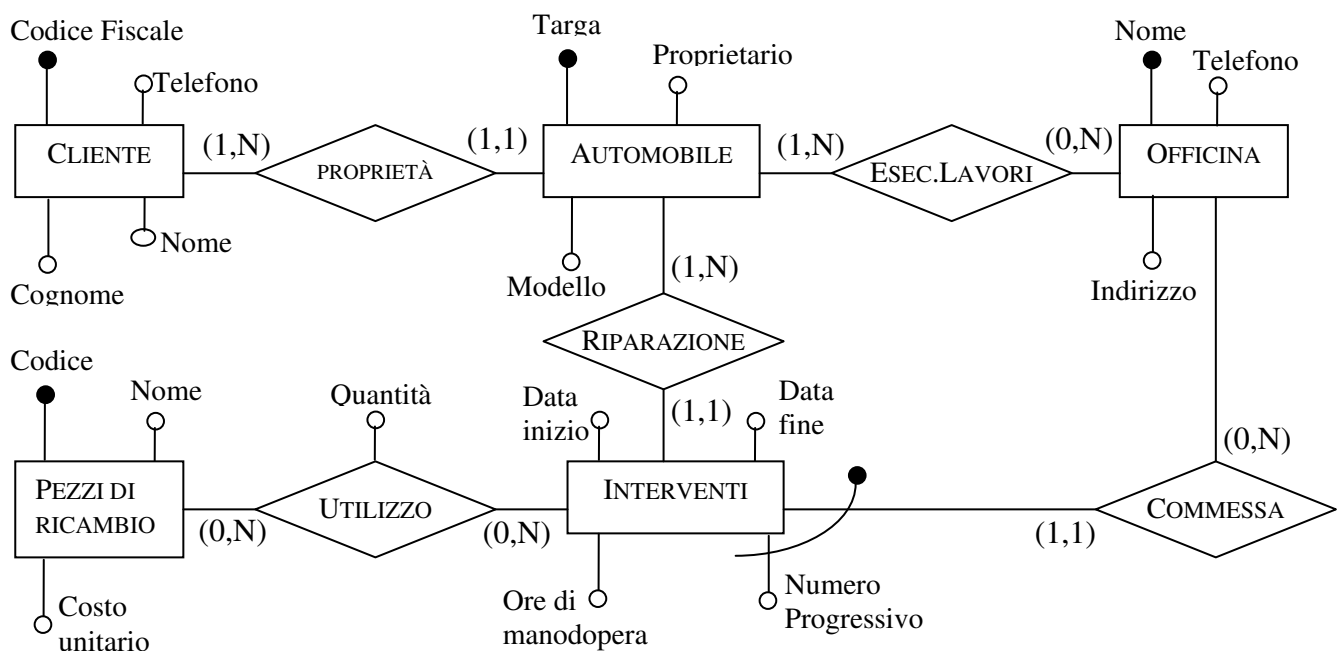 Codice Fiscale
Telefono
CLIENTE
Cognome
Nome
(1,N)
PROPRIETÀ
(1,1)
Targa
Proprietario
AUTOMOBILE
Modello
(1,N)
ESEC.LAVORI
(0,N)
Nome
Telefono
OFFICINA
Indirizzo
(1,N)
RIPARAZIONE
(1,1)
Codice
Nome
PEZZI DI
RICAMBIO
Costo
unitario
(0,N)
Quantità
UTILIZZO
(0,N)
Data
inizio
Data
fine
INTERVENTI
Ore di
manodopera
Numero
Progressivo
(1,1)
(0,N)
COMMESSA